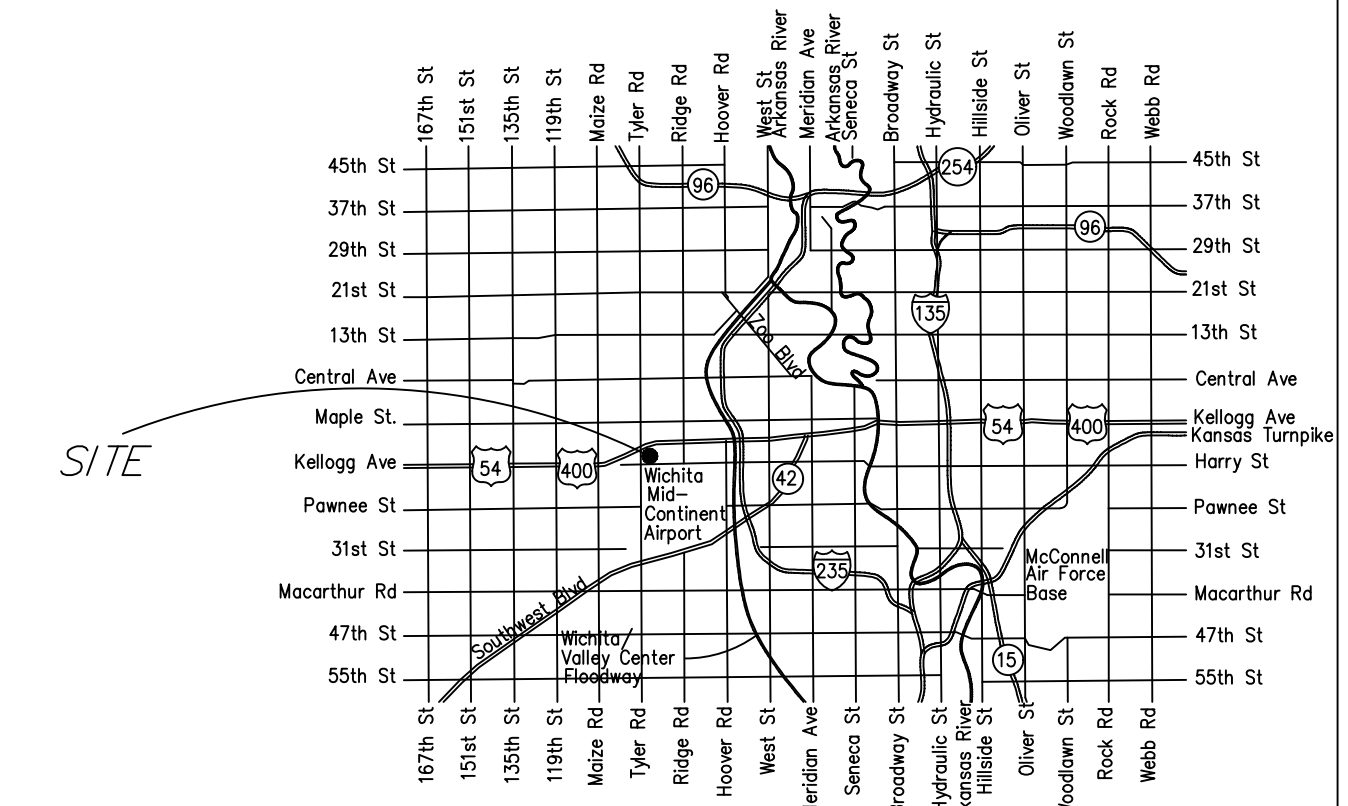 167th St
151st St
135th St
119th St
Maize Rd
Tyler Rd
Ridge Rd
Hoover Rd
West St
Arkansas River
Meridian Ave
Arkansas River
Seneca St
Broadway St
Hydraulic St
Hillside St
Oliver St
Woodlawn St
Rock Rd
Webb Rd
45th St
254
45th St
96
37th St
37th St
96
29th St
29th St
21st St
21st St
135
13th St
Zoo Blvd
13th St
Central Ave
Central Ave
Maple St.
54
400
Kellogg Ave
Kansas Turnpike
SITE
Kellogg Ave
54
400
Harry St
Wichita
Mid-
Continent
Airport
42
Pawnee St
Pawnee St
31st St
31st St
235
McConnell
Air Force
Base
Macarthur Rd
Macarthur Rd
Southwest Blvd
47th St
47th St
Wichita/
Valley Center
Floodway
15
55th St
55th St
167th St
151st St
135th St
119th St
Maize Rd
Tyler Rd
Ridge Rd
Hoover Rd
West St
eridian Ave
Seneca St
roadway St
Hydraulic St
kansas River
Hillside St
Oliver St
oodlawn St
Rock Rd
Webb Rd